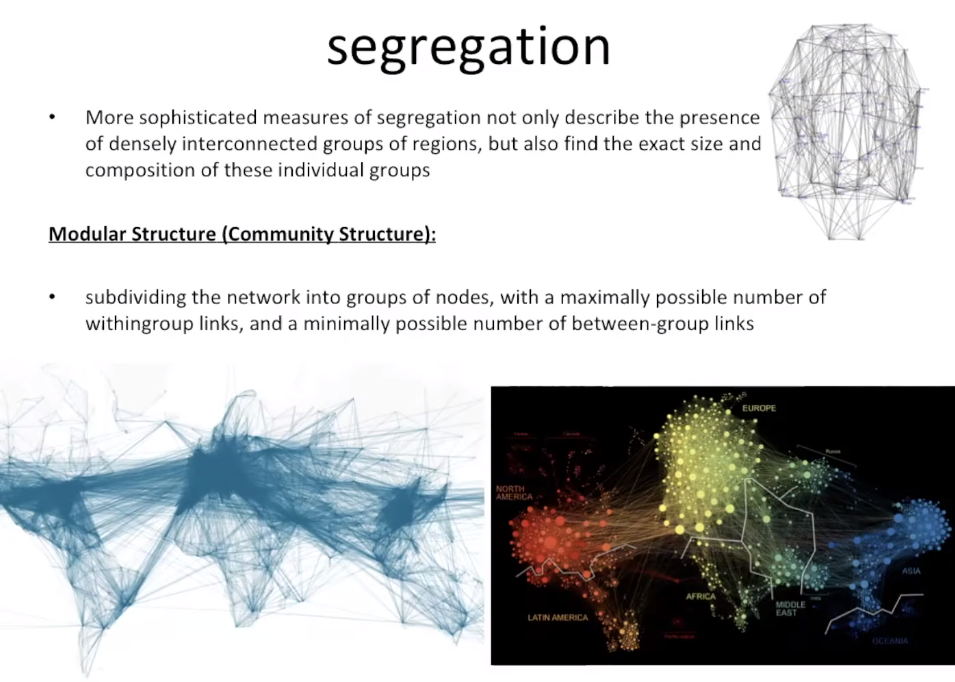 segregation
• More sophisticated measures of segregation not only describe the presence
of densely interconnected groups of regions, but also find the exact size and
composition of these individual groups
Modular Structure (Community Structure):
• subdividing the network into groups of nodes, with a maximally possible number of
withingroup links, and a minimally possible number of between-group links
EUROPE
Russia
NORTH
AMERICA
ASIA
AFRICA
MIDDLE
EAST
LATIN AMERICA
OCEANIA